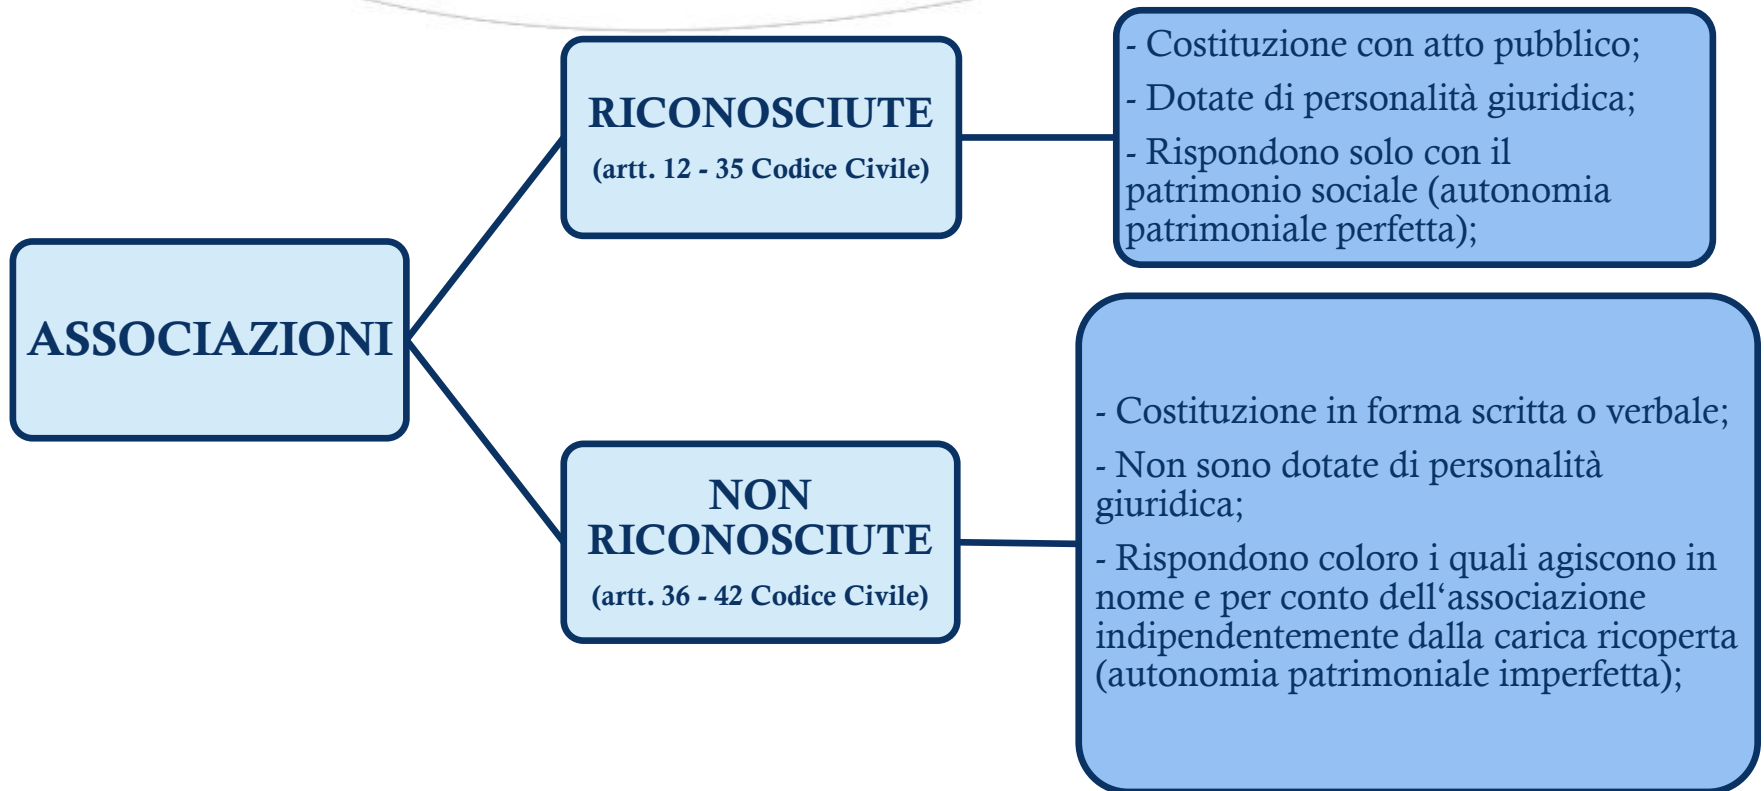 ASSOCIAZIONI
RICONOSCIUTE
(artt. 12 - 35 Codice Civile)
- Costituzione con atto pubblico;
- Dotate di personalità giuridica;
- Rispondono solo con il
patrimonio sociale (autonomia
patrimoniale perfetta);
NON
RICONOSCIUTE
(artt. 36 - 42 Codice Civile)
- Costituzione in forma scritta o verbale;
- Non sono dotate di personalità
giuridica;
- Rispondono coloro i quali agiscono in
nome e per conto dell‘associazione
indipendentemente dalla carica ricoperta
(autonomia patrimoniale imperfetta);